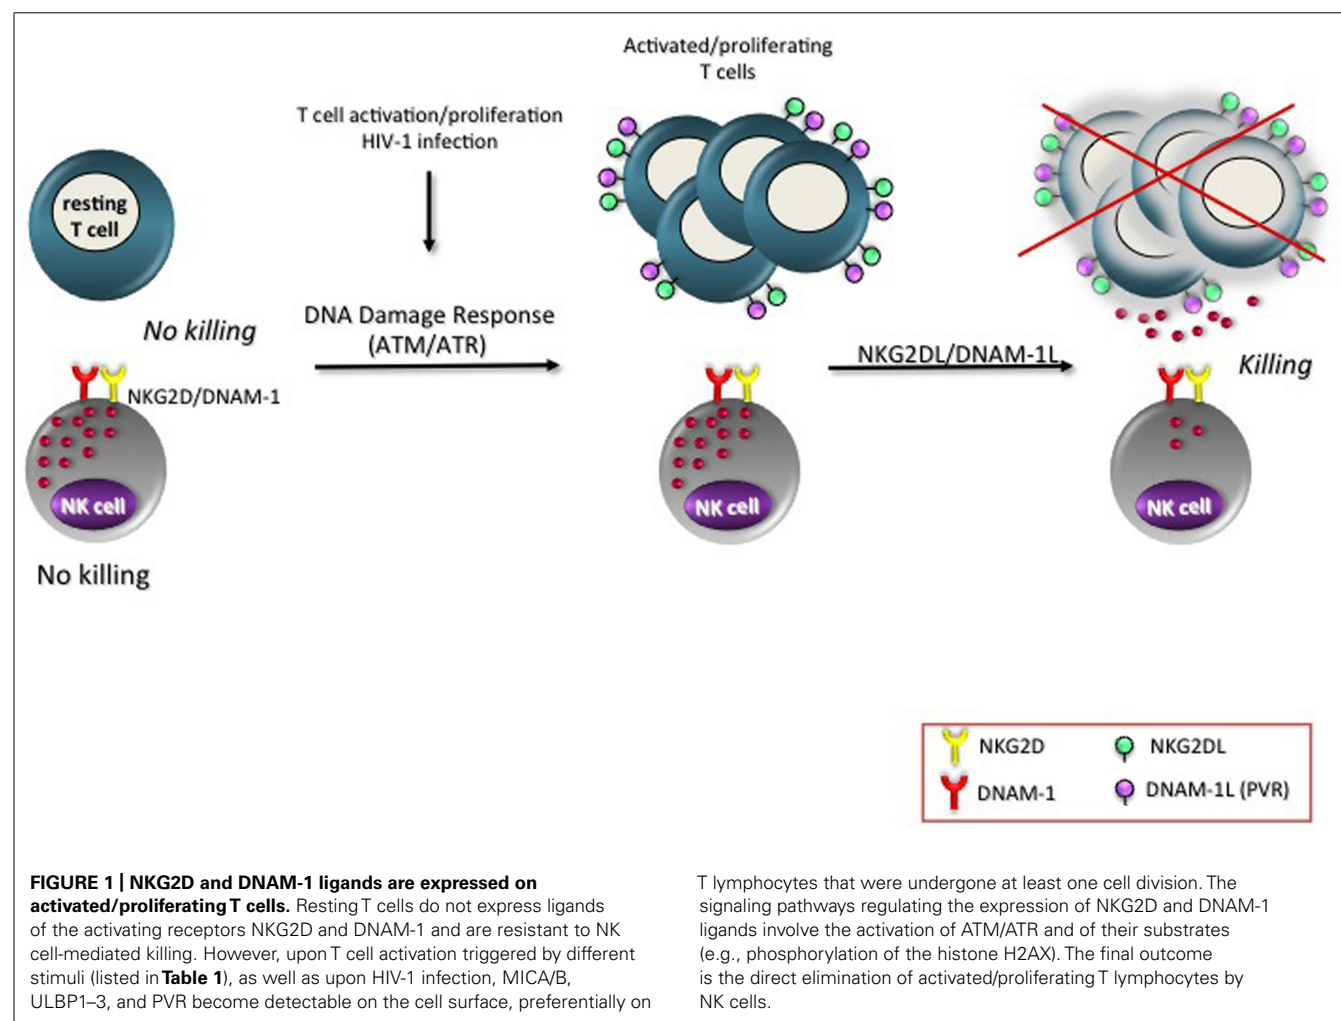 Activated/proliferating
T cells
T cell activation/proliferation
HIV-1 infection
resting
T cell
No killing
DNA Damage Response
(ATM/ATR)
NKG2DL/DNAM-1L
Killing
NKG2D/DNAM-1
NK cell
NK cell
NK cell
No killing
NKG2D
NKG2DL
DNAM-1
DNAM-1L (PVR)
FIGURE 1 | NKG2D and DNAM-1 ligands are expressed on
activated/proliferating T cells. Resting T cells do not express ligands
of the activating receptors NKG2D and DNAM-1 and are resistant to NK
cell-mediated killing. However, upon T cell activation triggered by different
stimuli (listed in Table 1), as well as upon HIV-1 infection, MICA/B,
ULBP1–3, and PVR become detectable on the cell surface, preferentially on
T lymphocytes that were undergone at least one cell division. The
signaling pathways regulating the expression of NKG2D and DNAM-1
ligands involve the activation of ATM/ATR and of their substrates
(e.g., phosphorylation of the histone H2AX). The final outcome
is the direct elimination of activated/proliferating T lymphocytes by
NK cells.